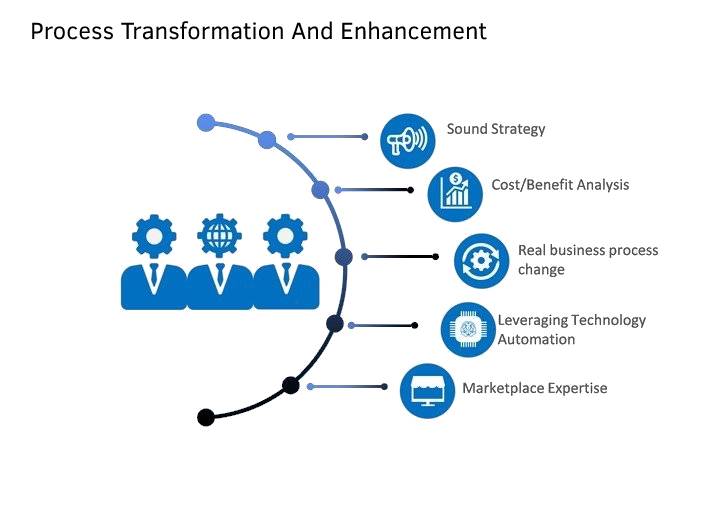 Process Transformation And Enhancement
Sound Strategy
$
Cost/Benefit Analysis
Real business process
change
Leveraging Technology
Automation
Marketplace Expertise